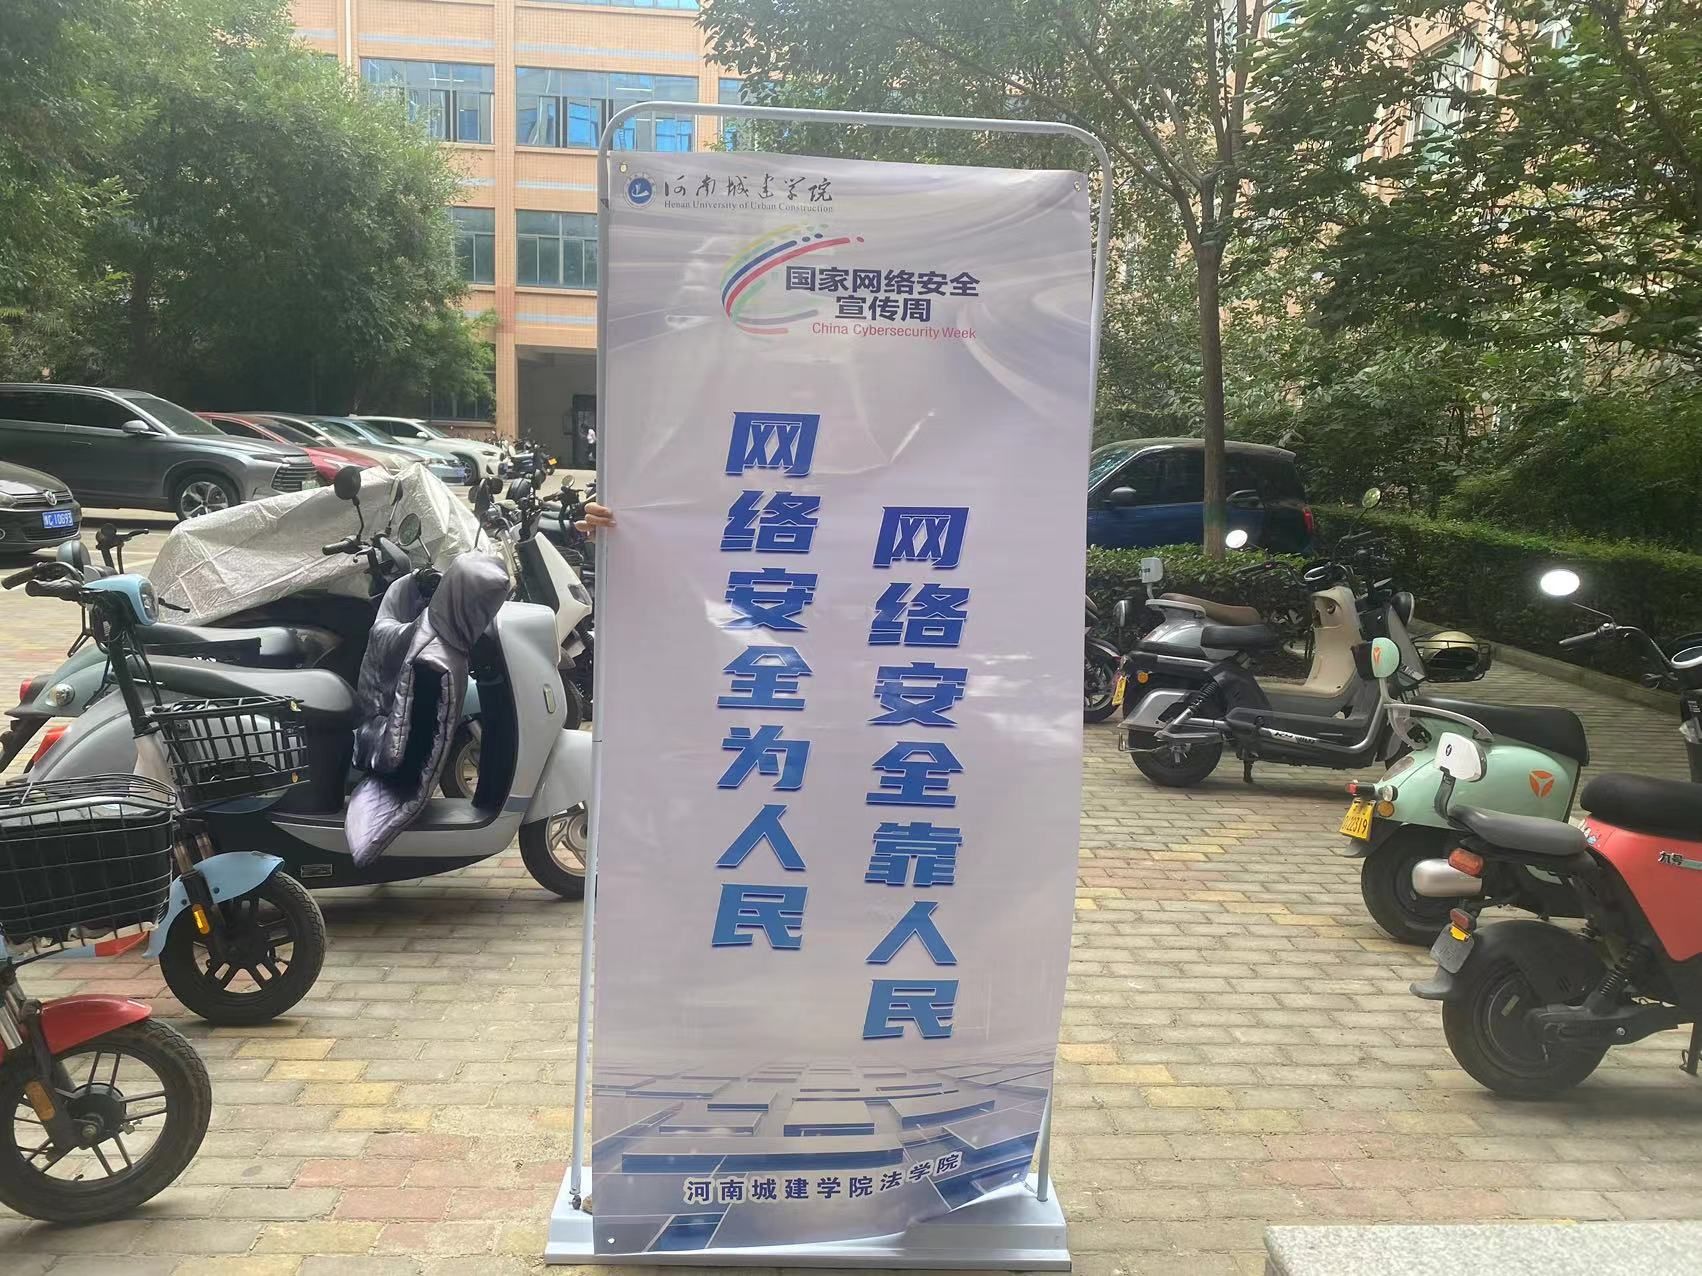 河南城建学院
Henan University of Urban Construction
国家网络安全
宣传周
China Cybersecurity Week
网络安全为人民
网络安全靠人民
河南城建学院法学院
九号